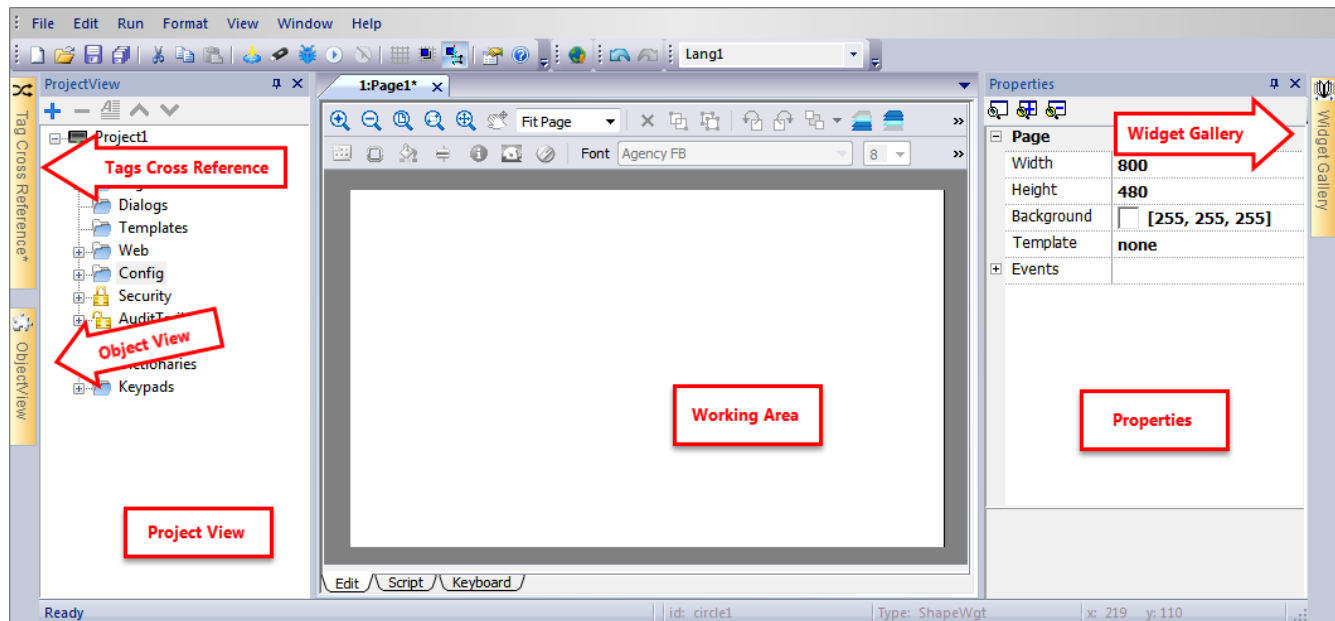 File Edit Run Format View Window Help
Lang1
ProjectView
1:Page1*
Properties
Fit Page
Font Agency FB 8
Tag Cross Reference*
ObjectView
Project1
Tags Cross Reference
Dialogs
Templates
Web
Config
Security
Object View
Keypads
Project View
Working Area
Page
Width 800
Height 480
Background [255, 255, 255]
Template none
Events
Widget Gallery
Widget Gallery
Properties
Edit Script Keyboard
Ready id: circle1 Type: ShapeWgt x: 219 y: 110